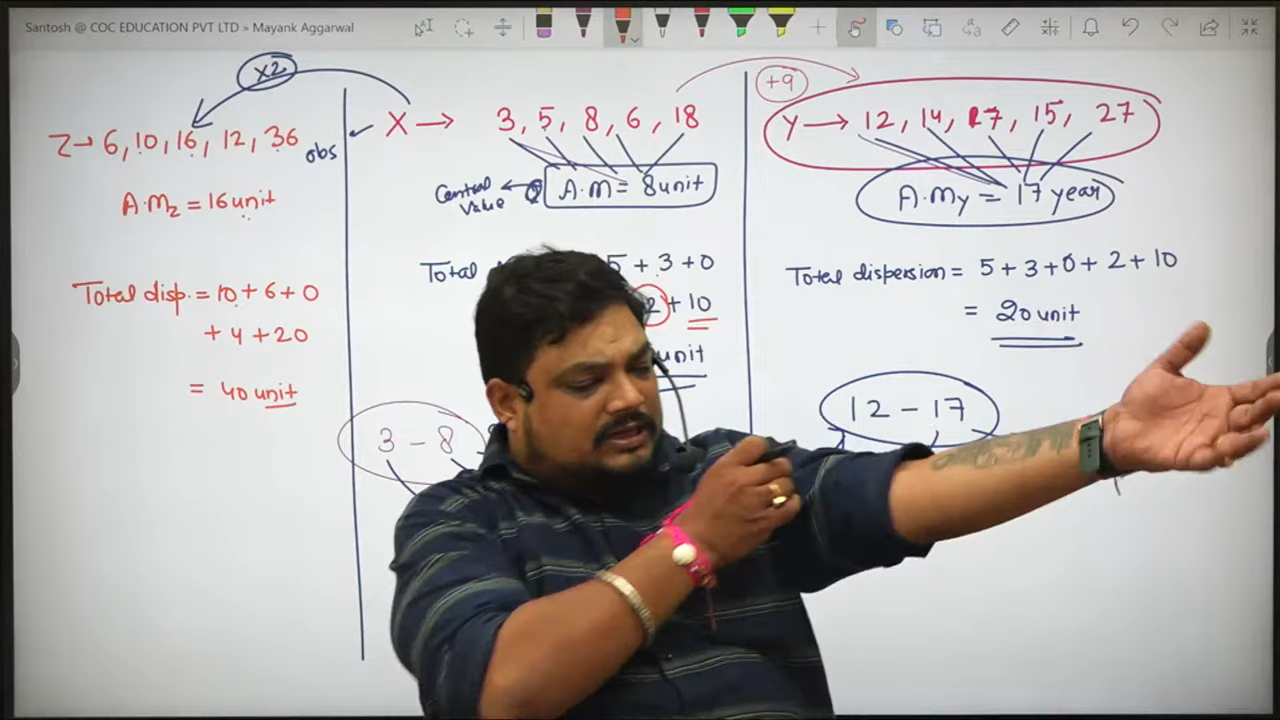 Santosh @ COC EDUCATION PVT LTD » Mayank Aggarwal
×2
Z→ 6, 10, 16, 12, 36
obs
A.M_Z = 16 unit
Total disp. = 10 + 6 + 0
+ 4 + 20
= 40 unit
X → 3, 5, 8, 6, 18
A.M = 8 unit
Central Value
Total
5 + 3 + 0
2 + 10
unit
3 - 8
+9
Y → 12, 14, 17, 15, 27
A.My = 17 year
Total dispersion = 5 + 3 + 0 + 2 + 10
= 20 unit
12 - 17